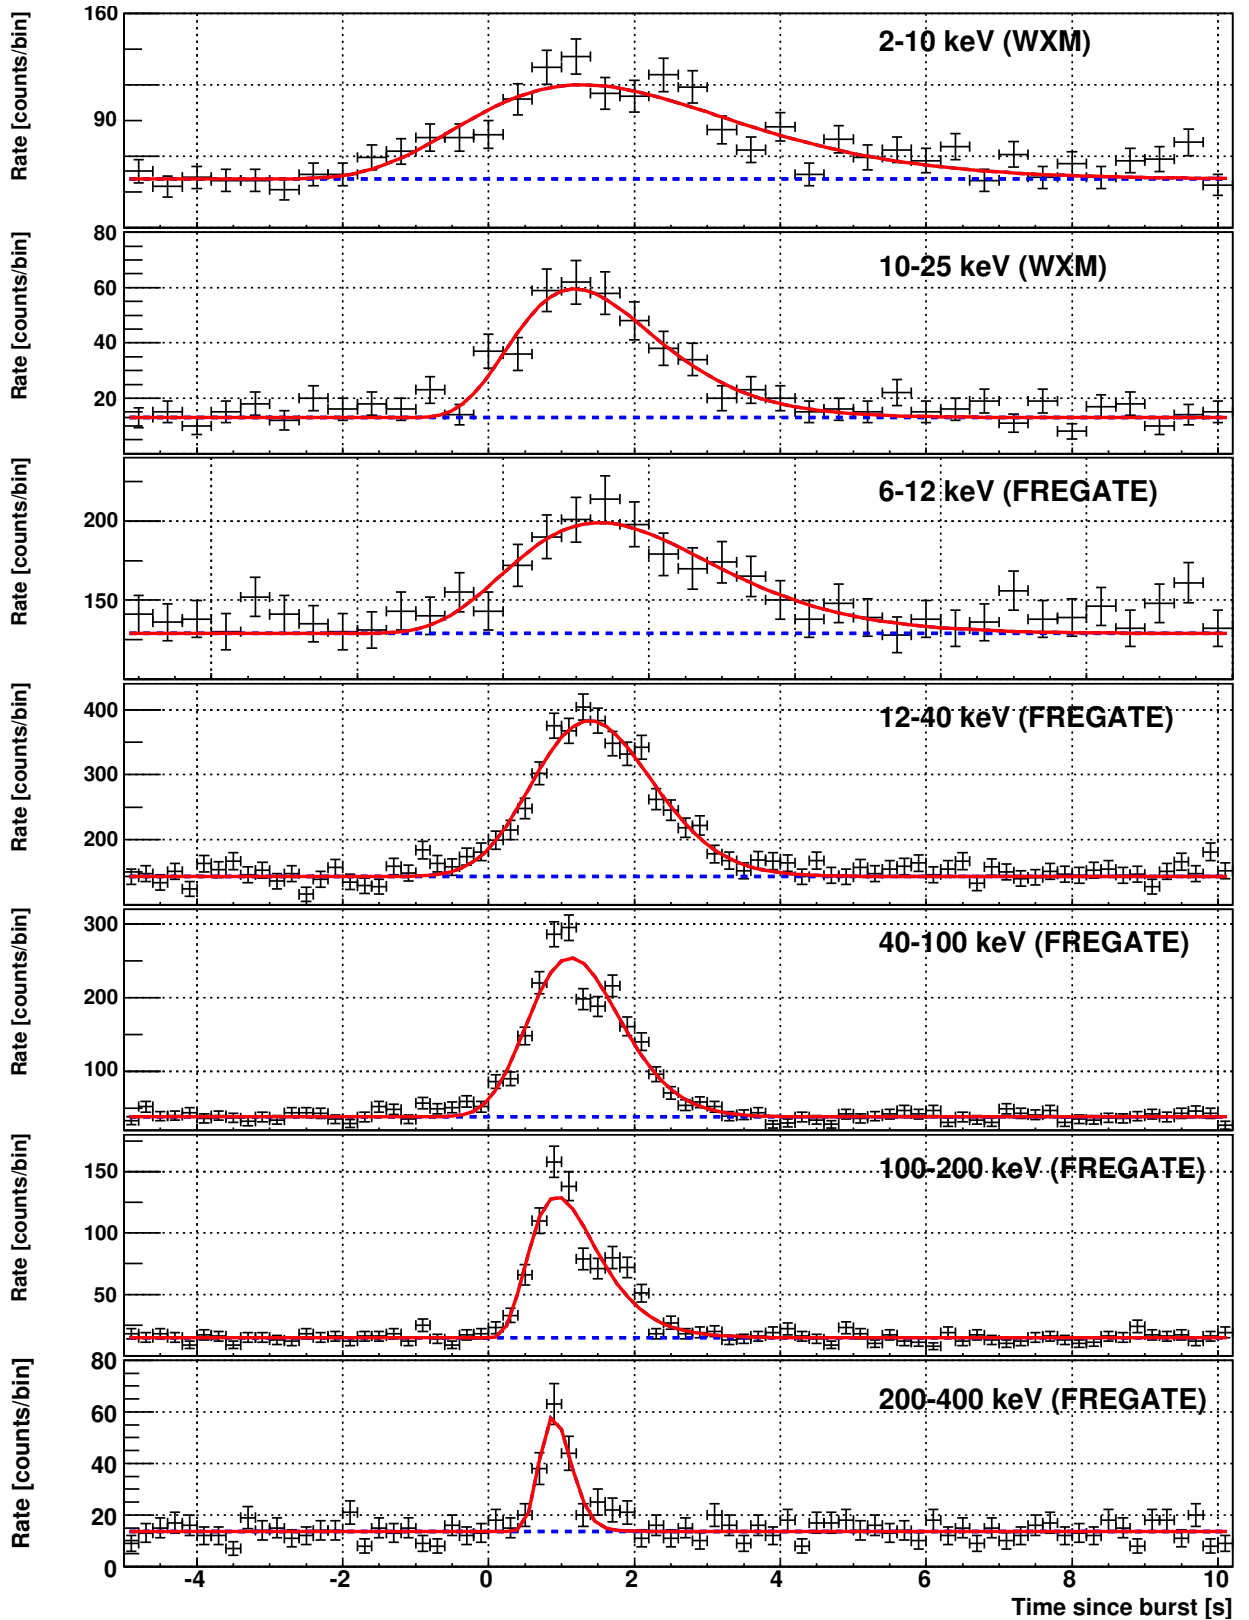 160
2-10 keV (WXM)
90
Rate [counts/bin]
80
10-25 keV (WXM)
60
40
20
Rate [counts/bin]
6-12 keV (FREGATE)
200
150
Rate [counts/bin]
400
12-40 keV (FREGATE)
300
200
Rate [counts/bin]
300
40-100 keV (FREGATE)
200
100
Rate [counts/bin]
150
100-200 keV (FREGATE)
100
50
Rate [counts/bin]
80
200-400 keV (FREGATE)
60
40
20
0
Rate [counts/bin]
-4 -2 0 2 4 6 8 10
Time since burst [s]